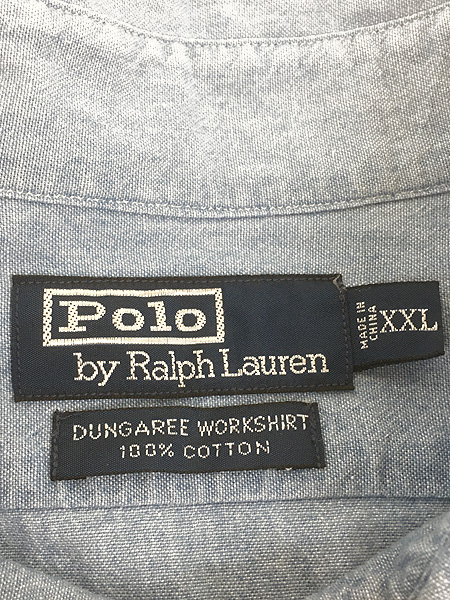 Polo
by Ralph Lauren
MADE IN
CHINA
XXL
DUNGAREE WORKSHIRT
100% COTTON